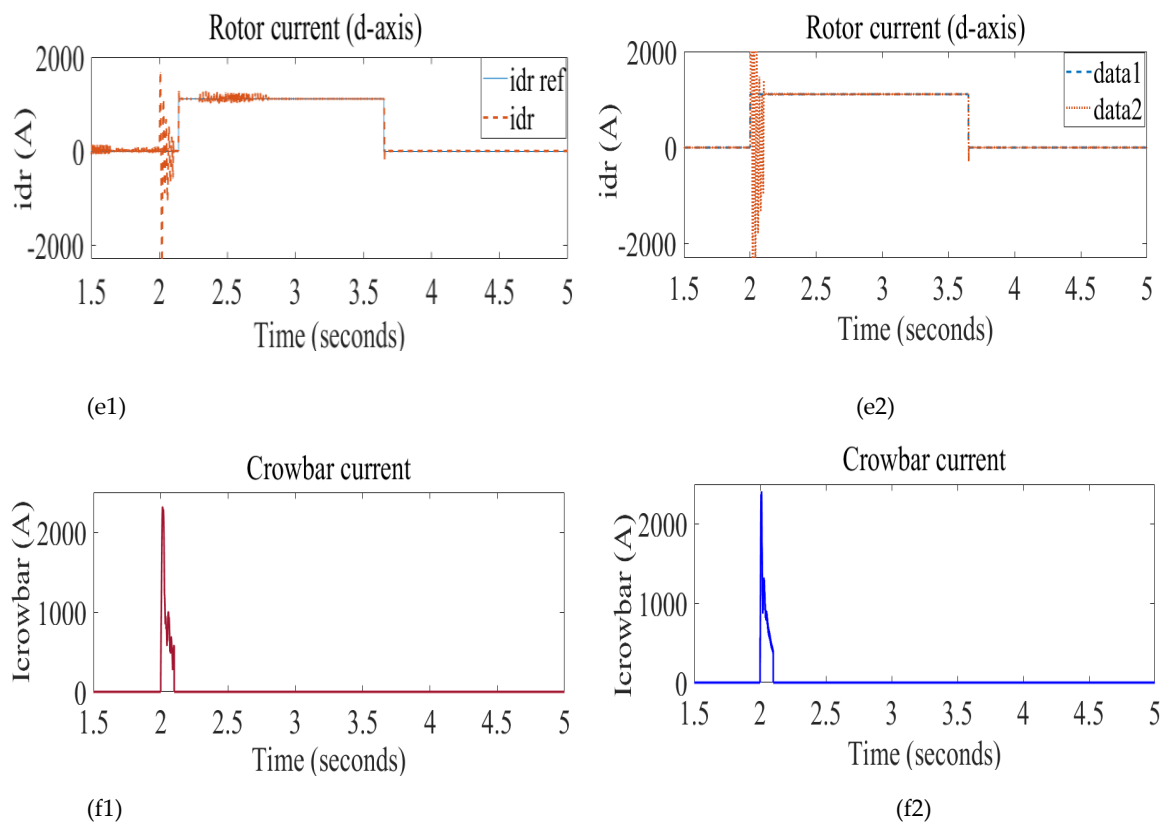 Rotor current (d-axis)
idr (A)
2000
0
-2000
idr ref
idr
1.5 2 2.5 3 3.5 4 4.5 5
Time (seconds)
(e1)
Rotor current (d-axis)
idr (A)
2000
0
-2000
data1
data2
1.5 2 2.5 3 3.5 4 4.5 5
Time (seconds)
(e2)
Crowbar current
Icrowbar (A)
2000
1000
0
1.5 2 2.5 3 3.5 4 4.5 5
Time (seconds)
(f1)
Crowbar current
Icrowbar (A)
2000
1000
0
1.5 2 2.5 3 3.5 4 4.5 5
Time (seconds)
(f2)